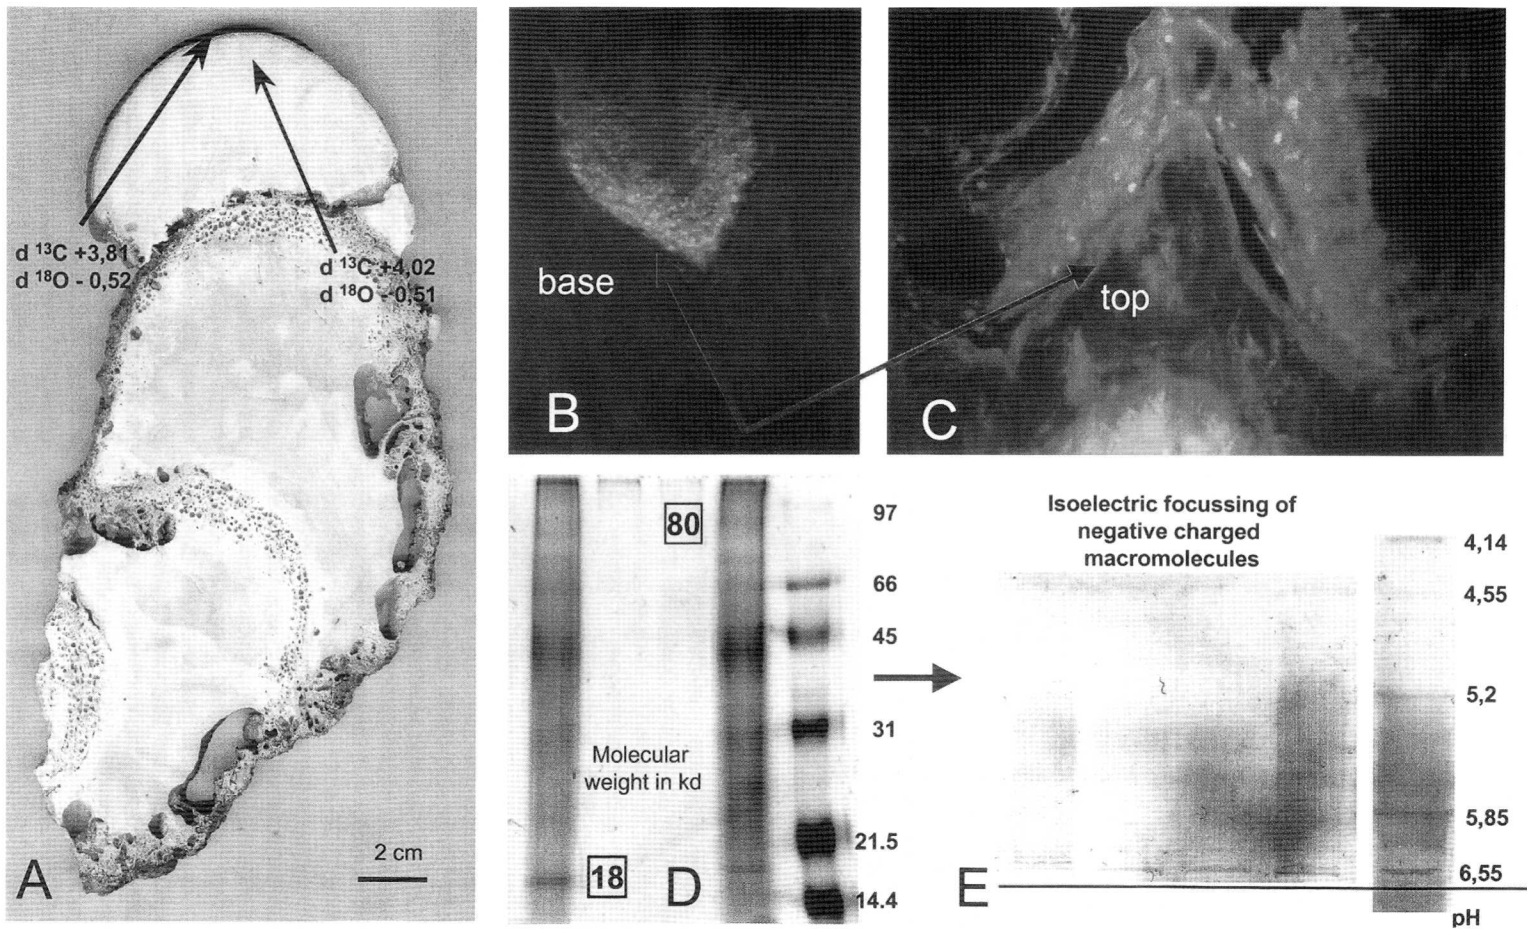 d ¹³C +3,81
d ¹⁸O - 0,52
d ¹³C +4,02
d ¹⁸O - 0,51
2 cm
A
base
B
top
C
80
97
66
45
31
21.5
14.4
Molecular
weight in kd
18
D
Isoelectric focussing of
negative charged
macromolecules
4,14
4,55
5,2
5,85
6,55
pH
E